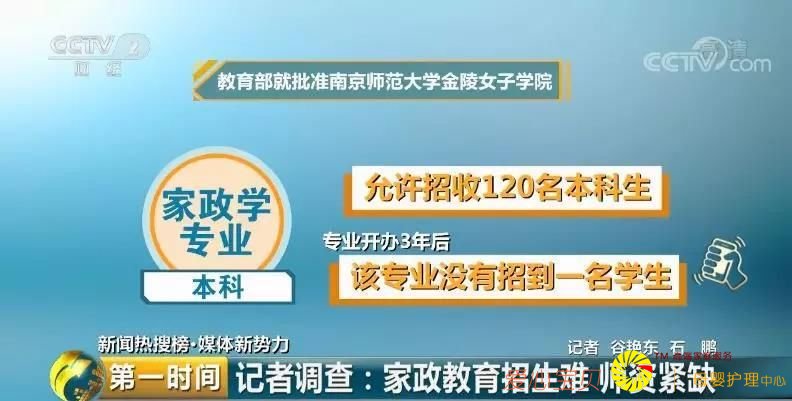 CCTV 2
财经
高清
CCTV.com
教育部就批准南京师范大学金陵女子学院
家政学
专业
本科
允许招收120名本科生
专业开办3年后
该专业没有招到一名学生
新闻热搜榜·媒体新势力
记者 谷艳东 石 鹏
第一时间
记者调查：家政教育招生难 师资紧缺
TM
婴护理中心